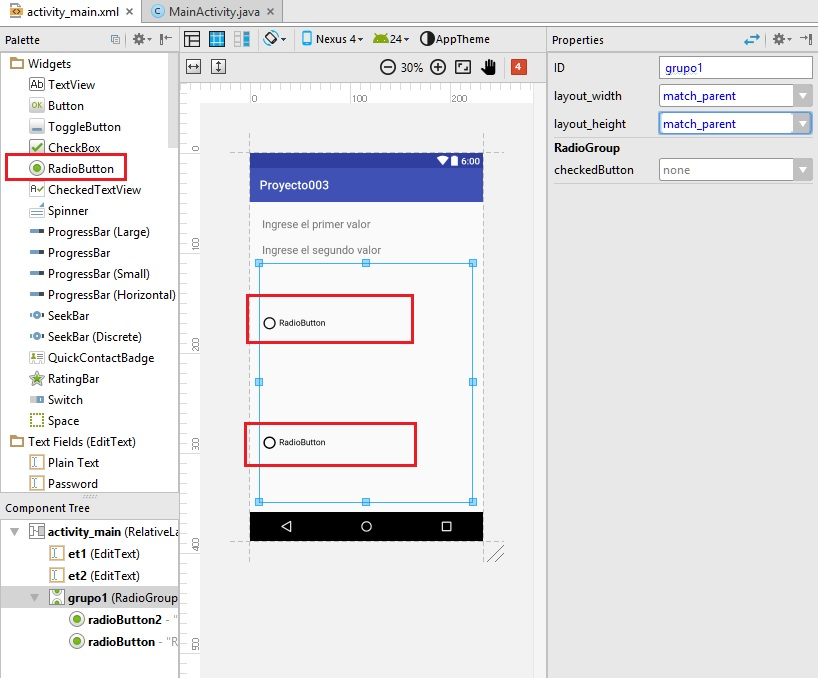 activity_main.xml
MainActivity.java
Palette
Nexus 4
24
AppTheme
Properties
Widgets
TextView
Button
ToggleButton
CheckBox
RadioButton
CheckedTextView
Spinner
ProgressBar (Large)
ProgressBar
ProgressBar (Small)
ProgressBar (Horizontal)
SeekBar
SeekBar (Discrete)
QuickContactBadge
RatingBar
Switch
Space
Text Fields (EditText)
Plain Text
Password
Component Tree
activity_main (RelativeLa
et1 (EditText)
et2 (EditText)
grupo1 (RadioGroup
radioButton2 - "
radioButton - "R
30%
4
0 100 200
0
100
200
300
400
500
6:00
Proyecto003
Ingrese el primer valor
Ingrese el segundo valor
RadioButton
RadioButton
ID grupo1
layout_width match_parent
layout_height match_parent
RadioGroup
checkedButton none